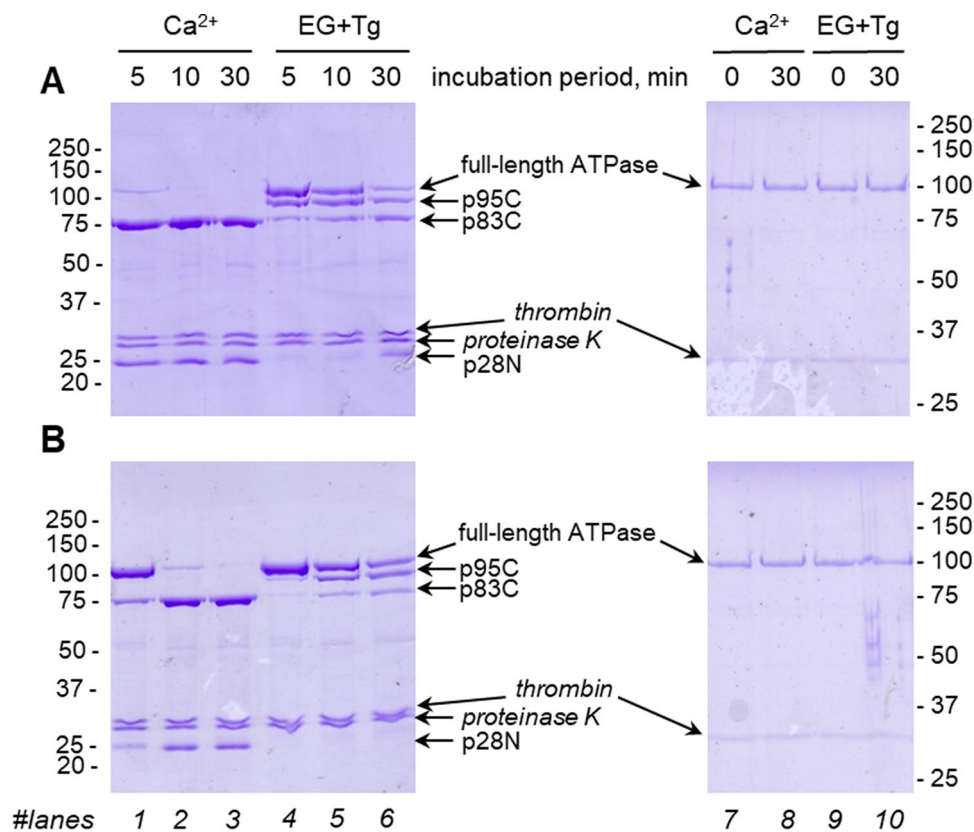 Ca2+ EG+Tg Ca2+ EG+Tg
A 5 10 30 5 10 30 incubation period, min 0 30 0 30
250 -
150 -
100 -
75 -
50 -
37 -
25 -
20 -
full-length ATPase
p95C
p83C
thrombin
proteinase K
p28N
- 250
- 150
- 100
- 75
- 50
- 37
- 25
B
250 -
150 -
100 -
75 -
50 -
37 -
25 -
20 -
full-length ATPase
p95C
p83C
thrombin
proteinase K
p28N
- 250
- 150
- 100
- 75
- 50
- 37
- 25
#lanes 1 2 3 4 5 6 7 8 9 10